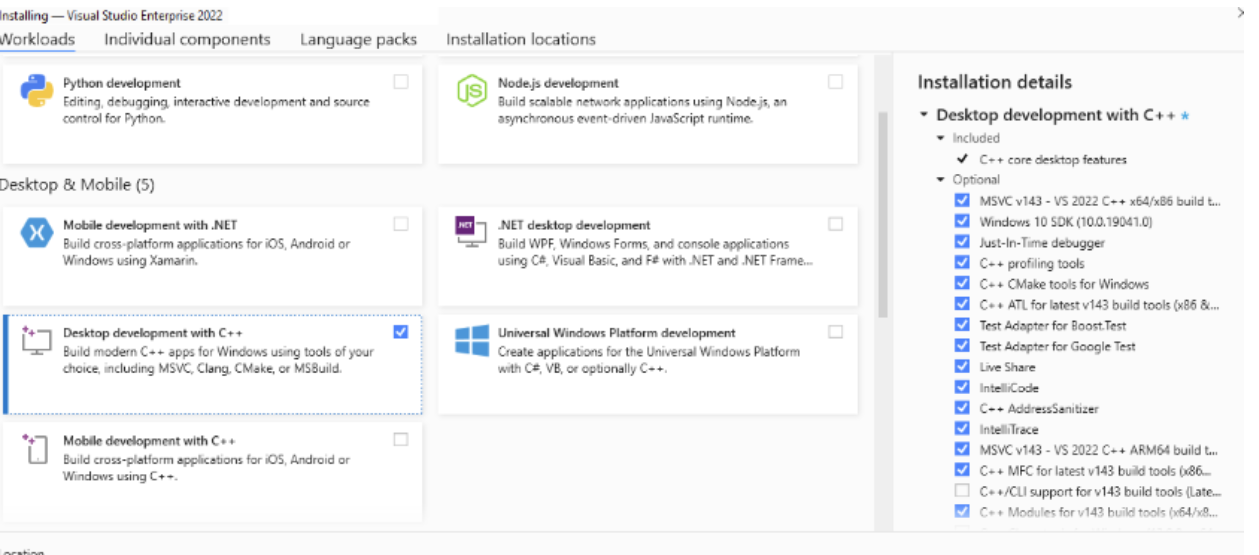 Installing — Visual Studio Enterprise 2022
Workloads Individual components Language packs Installation locations
Python development
Editing, debugging, interactive development and source
control for Python.
Node.js development
Build scalable network applications using Node.js, an
asynchronous event-driven JavaScript runtime.
Desktop & Mobile (5)
Mobile development with .NET
Build cross-platform applications for iOS, Android or
Windows using Xamarin.
.NET desktop development
Build WPF, Windows Forms, and console applications
using C#, Visual Basic, and F# with .NET and .NET Frame...
Desktop development with C++
Build modern C++ apps for Windows using tools of your
choice, including MSVC, Clang, CMake, or MSBuild.
Universal Windows Platform development
Create applications for the Universal Windows Platform
with C#, VB, or optionally C++.
Mobile development with C++
Build cross-platform applications for iOS, Android or
Windows using C++.
Location
Installation details
Desktop development with C++ *
Included
C++ core desktop features
Optional
MSVC v143 - VS 2022 C++ x64/x86 build t...
Windows 10 SDK (10.0.19041.0)
Just-In-Time debugger
C++ profiling tools
C++ CMake tools for Windows
C++ ATL for latest v143 build tools (x86 &...
Test Adapter for Boost.Test
Test Adapter for Google Test
Live Share
IntelliCode
C++ AddressSanitizer
IntelliTrace
MSVC v143 - VS 2022 C++ ARM64 build t...
C++ MFC for latest v143 build tools (x86...
C++/CLI support for v143 build tools (Late...
C++ Modules for v143 build tools (x64/x8...